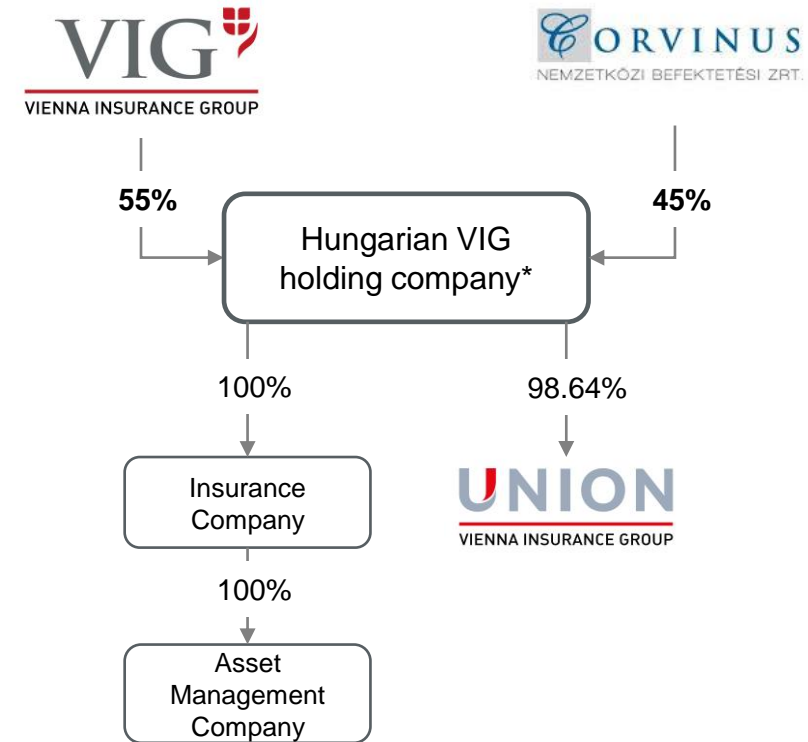 VIG
VIENNA INSURANCE GROUP
CORVINUS
NEMZETKÖZI BEFEKTETÉSI ZRT.
55%
45%
Hungarian VIG
holding company*
100%
98.64%
Insurance
Company
UNION
VIENNA INSURANCE GROUP
100%
Asset
Management
Company